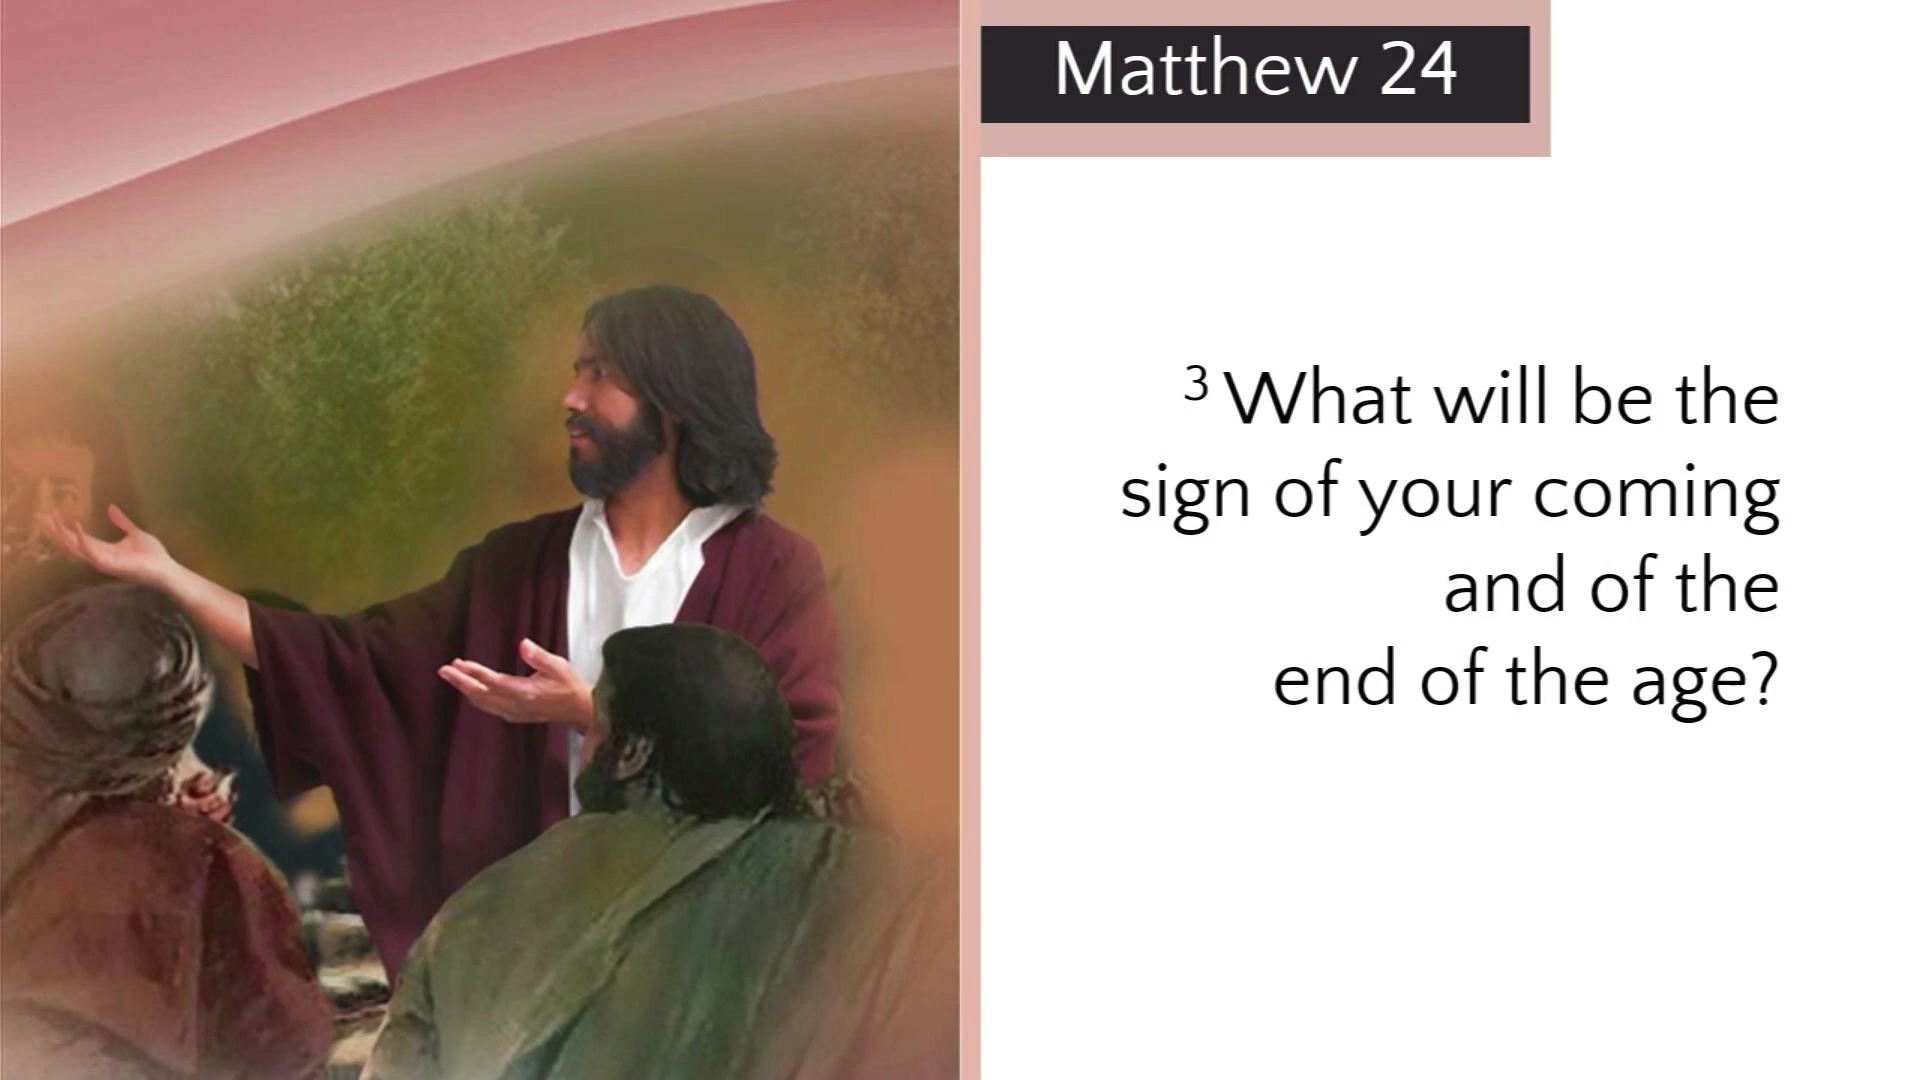 Matthew 24
3 What will be the
sign of your coming
and of the
end of the age?